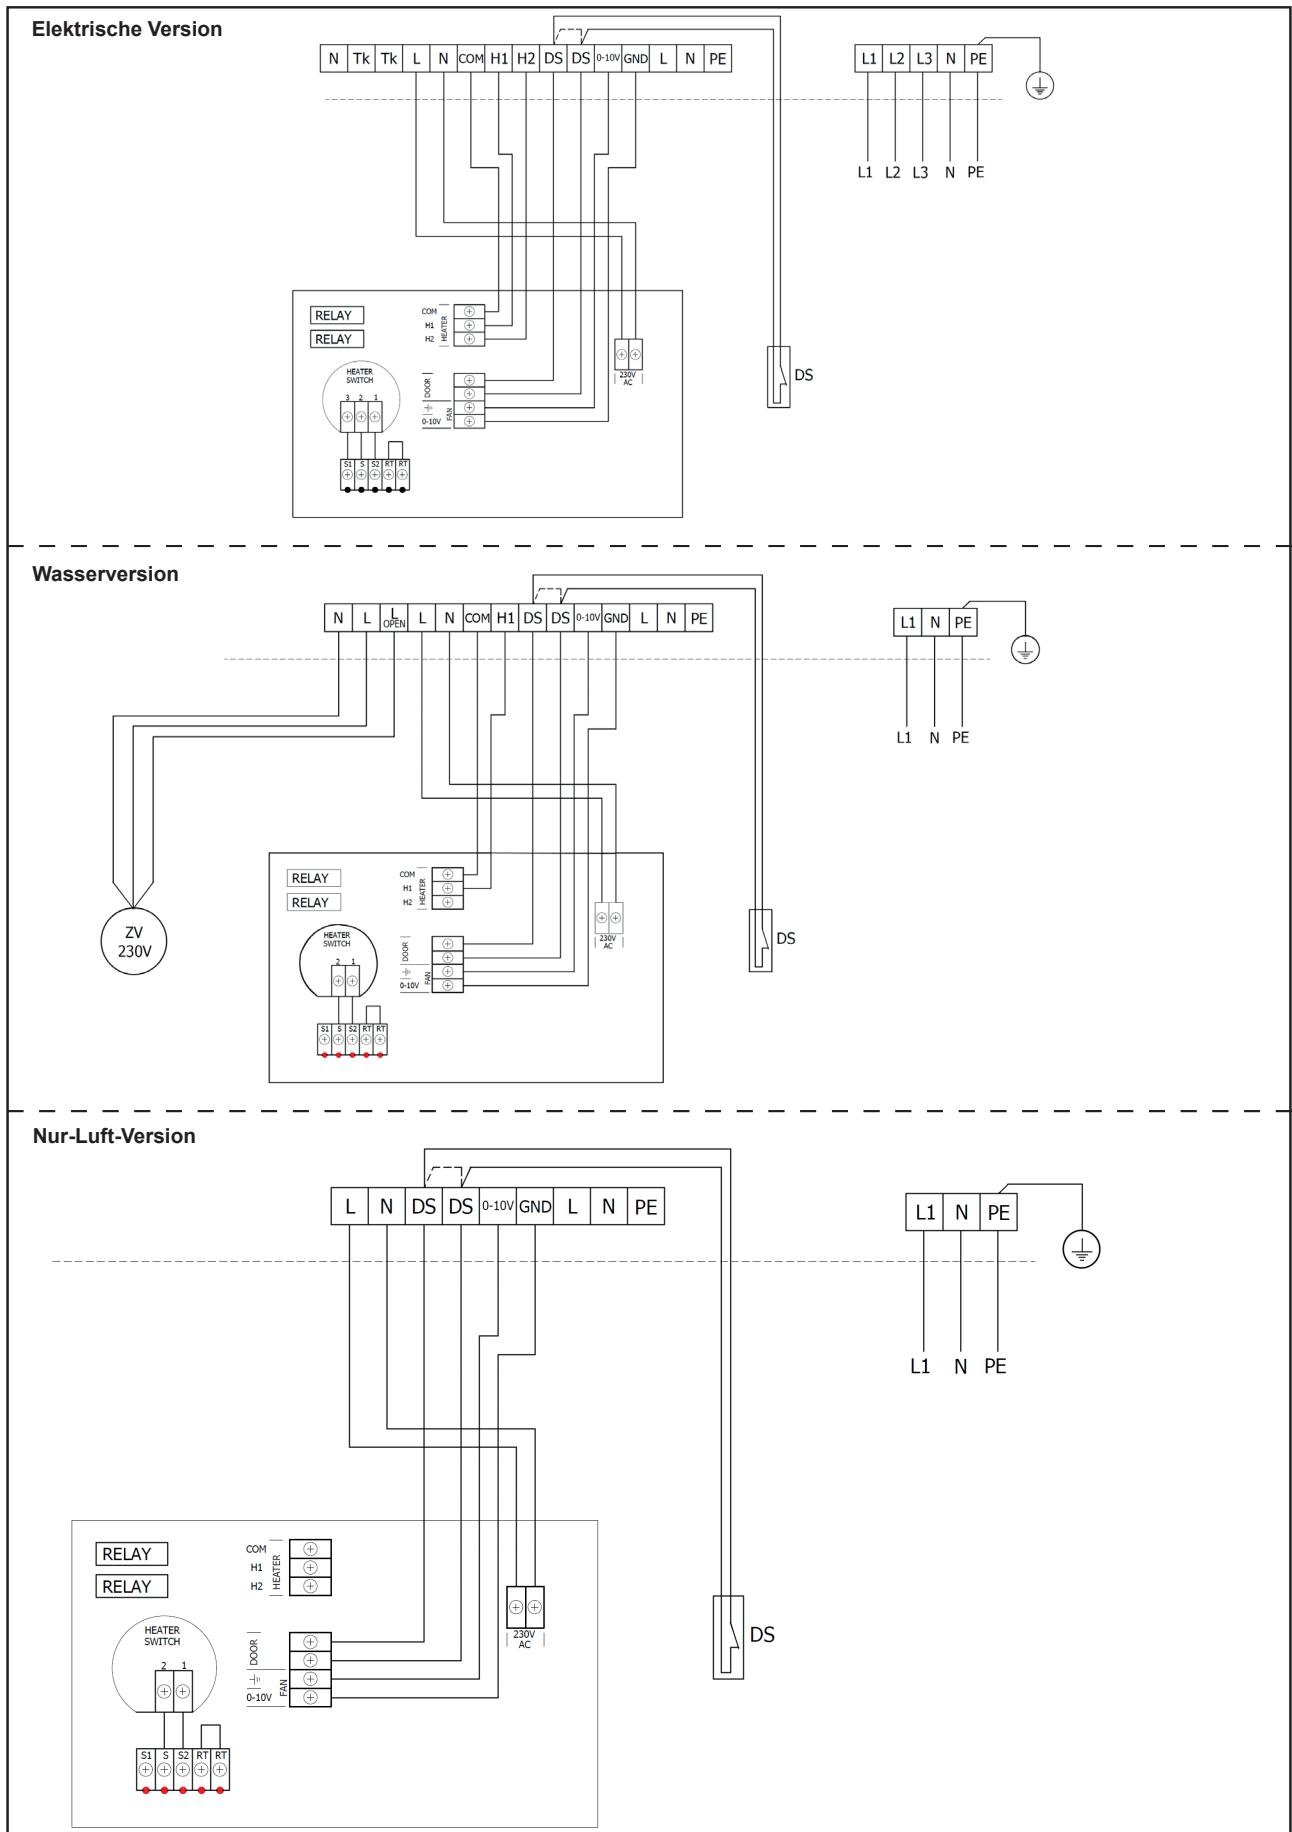 Elektrische Version
N Tk Tk L N COM H1 H2 DS DS 0-10V GND L N PE
L1 L2 L3 N PE
L1 L2 L3 N PE
RELAY
RELAY
COM
H1
H2
HEATER
HEATER
SWITCH
3 2 1
S1 S S2 RT RT
DOOR
FAN
0-10V
230V
AC
DS
Wasserversion
N L L OPEN L N COM H1 DS DS 0-10V GND L N PE
L1 N PE
L1 N PE
ZV
230V
RELAY
RELAY
COM
H1
H2
HEATER
HEATER
SWITCH
2 1
S1 S S2 RT RT
DOOR
FAN
0-10V
230V
AC
DS
Nur-Luft-Version
L N DS DS 0-10V GND L N PE
L1 N PE
L1 N PE
RELAY
RELAY
COM
H1
H2
HEATER
HEATER
SWITCH
2 1
S1 S S2 RT RT
DOOR
FAN
0-10V
230V
AC
DS